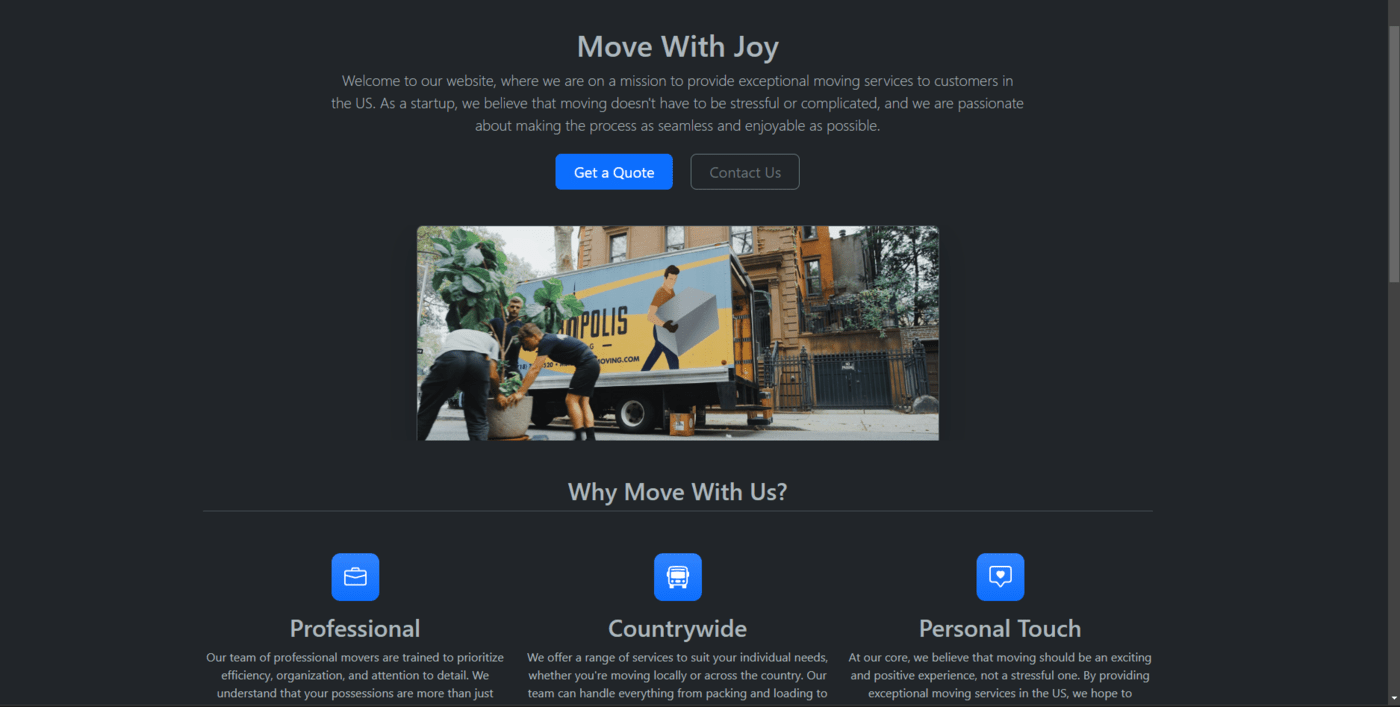 Move With Joy
Welcome to our website, where we are on a mission to provide exceptional moving services to customers in
the US. As a startup, we believe that moving doesn't have to be stressful or complicated, and we are passionate
about making the process as seamless and enjoyable as possible.
Get a Quote
Contact Us
OPOLIS
G
OVING.COM
Why Move With Us?
Professional
Our team of professional movers are trained to prioritize
efficiency, organization, and attention to detail. We
understand that your possessions are more than just
Countrywide
We offer a range of services to suit your individual needs,
whether you're moving locally or across the country. Our
team can handle everything from packing and loading to
Personal Touch
At our core, we believe that moving should be an exciting
and positive experience, not a stressful one. By providing
exceptional moving services in the US, we hope to